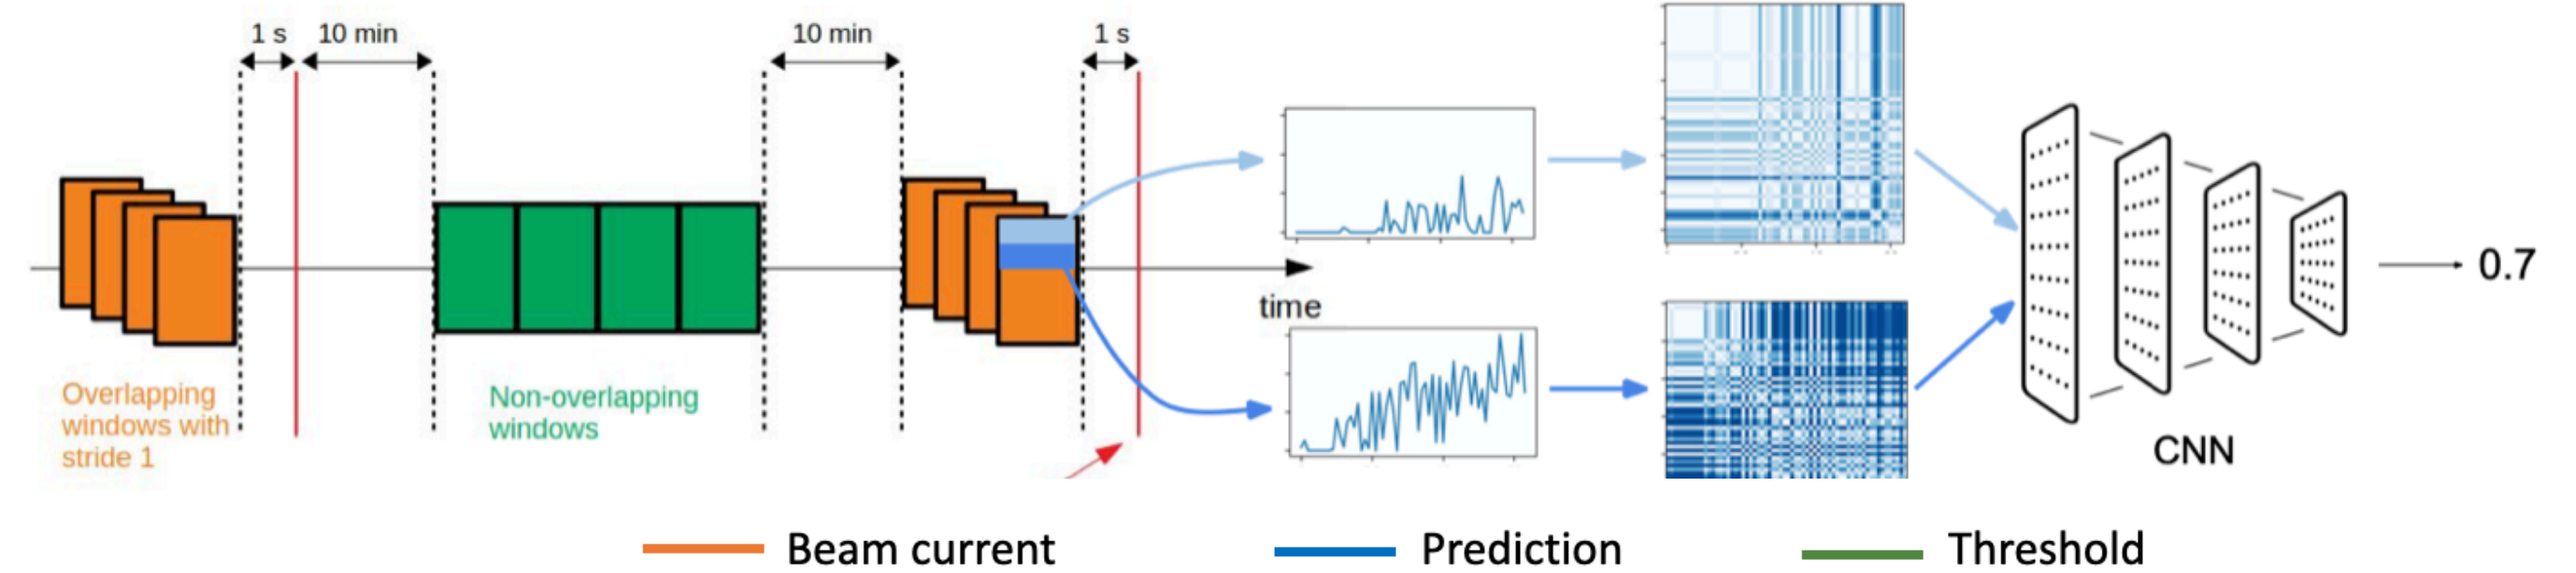 1 s
10 min
10 min
1 s
time
Overlapping
windows with
stride 1
Non-overlapping
windows
0.7
CNN
Beam current
Prediction
Threshold